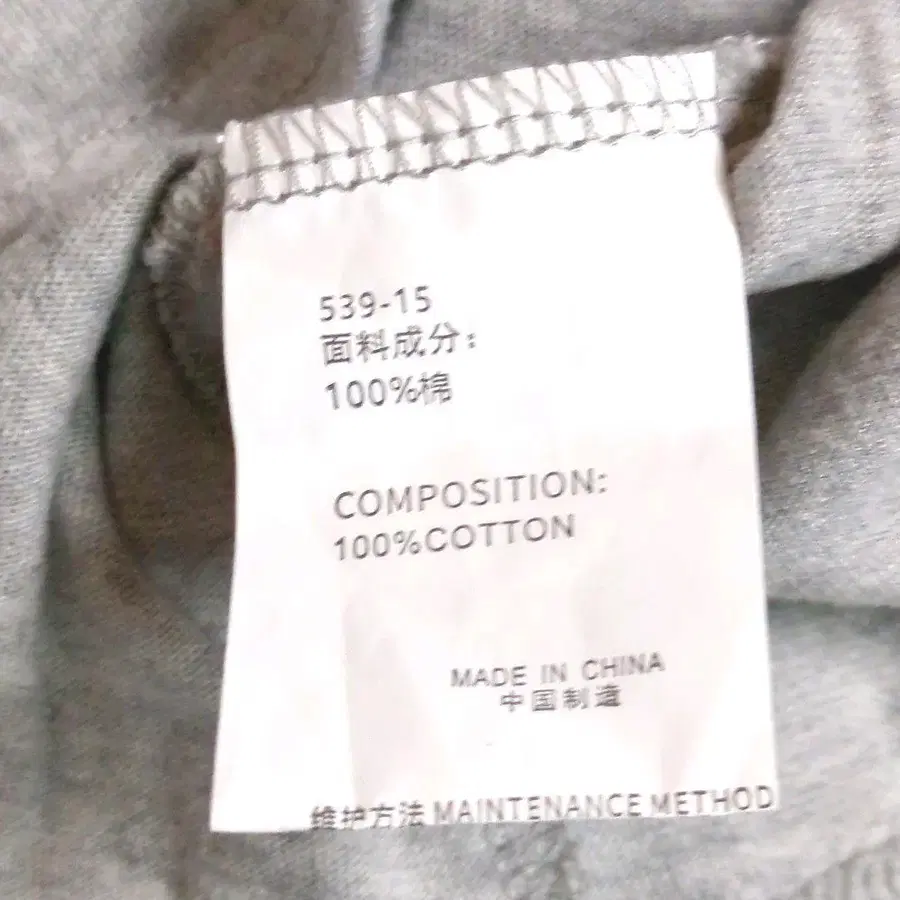 539-15
面料成分：
100%棉
COMPOSITION:
100%COTTON
MADE IN CHINA
中国制造
维护方法 MAINTENANCE METHOD